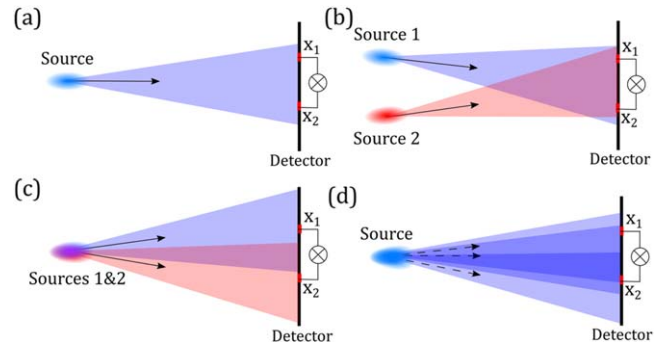 (a)
Source
x₁
x₂
Detector
(b)
Source 1
Source 2
x₁
x₂
Detector
(c)
Sources 1&2
x₁
x₂
Detector
(d)
Source
x₁
x₂
Detector